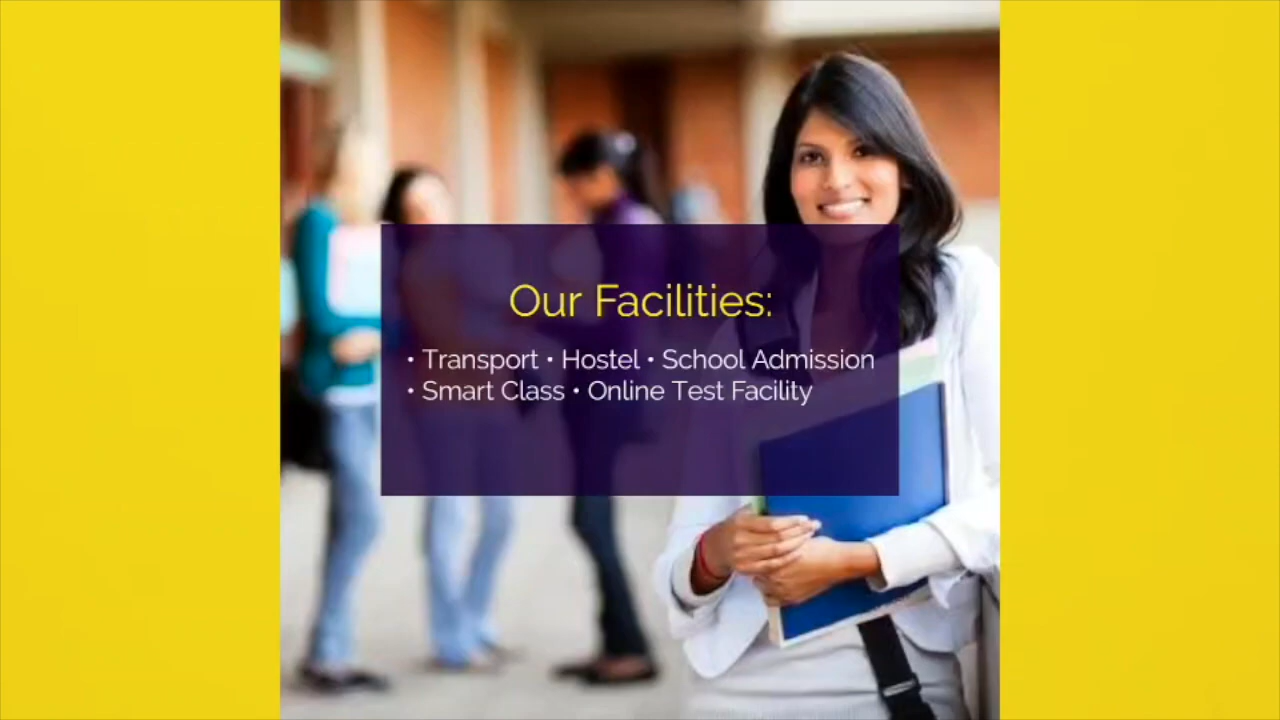 Our Facilities:
• Transport • Hostel • School Admission
• Smart Class • Online Test Facility